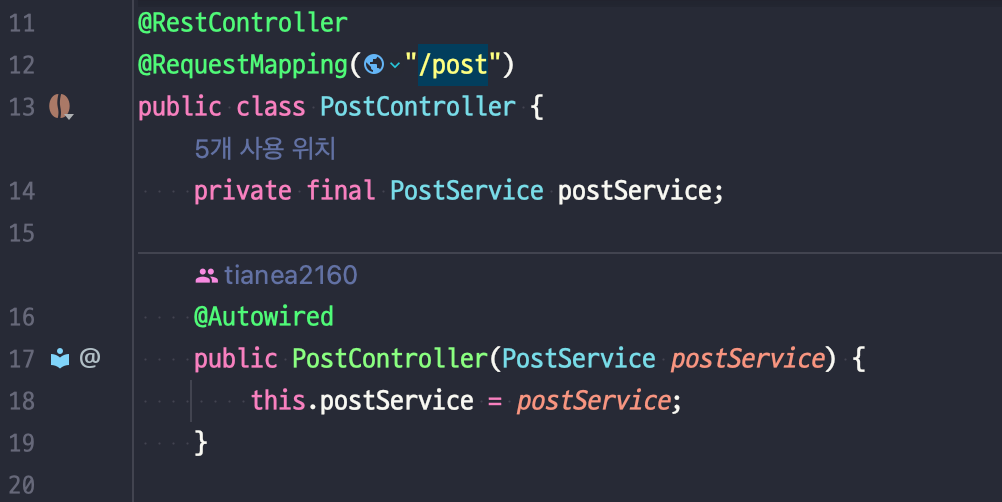 11 @RestController
12 @RequestMapping("/post")
13 public class PostController {
5개 사용 위치
14 private final PostService postService;
15
tianea2160
16 @Autowired
17 @ public PostController(PostService postService) {
18 this.postService = postService;
19 }
20